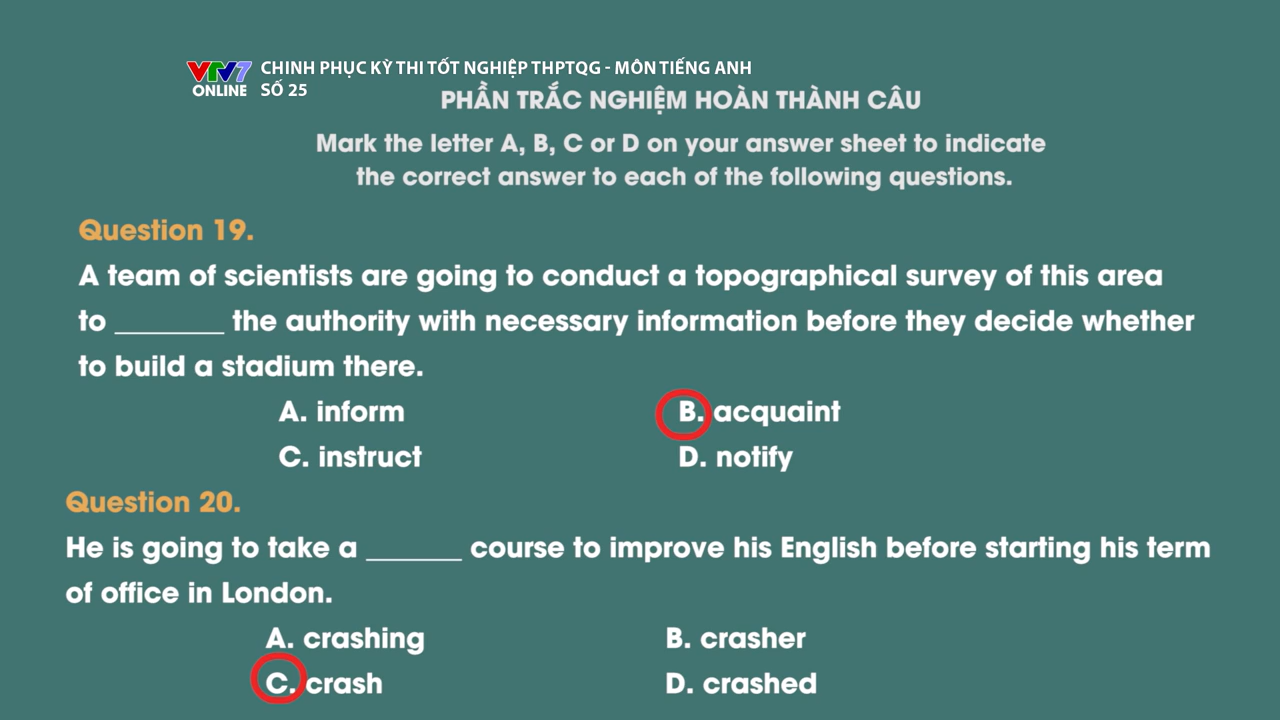 VTV7 ONLINE
CHINH PHỤC KỲ THI TỐT NGHIỆP THPTQG - MÔN TIẾNG ANH
SỐ 25
PHẦN TRẮC NGHIỆM HOÀN THÀNH CÂU
Mark the letter A, B, C or D on your answer sheet to indicate
the correct answer to each of the following questions.
Question 19.
A team of scientists are going to conduct a topographical survey of this area
to ________ the authority with necessary information before they decide whether
to build a stadium there.
A. inform B. acquaint
C. instruct D. notify
Question 20.
He is going to take a _______ course to improve his English before starting his term
of office in London.
A. crashing B. crasher
C. crash D. crashed